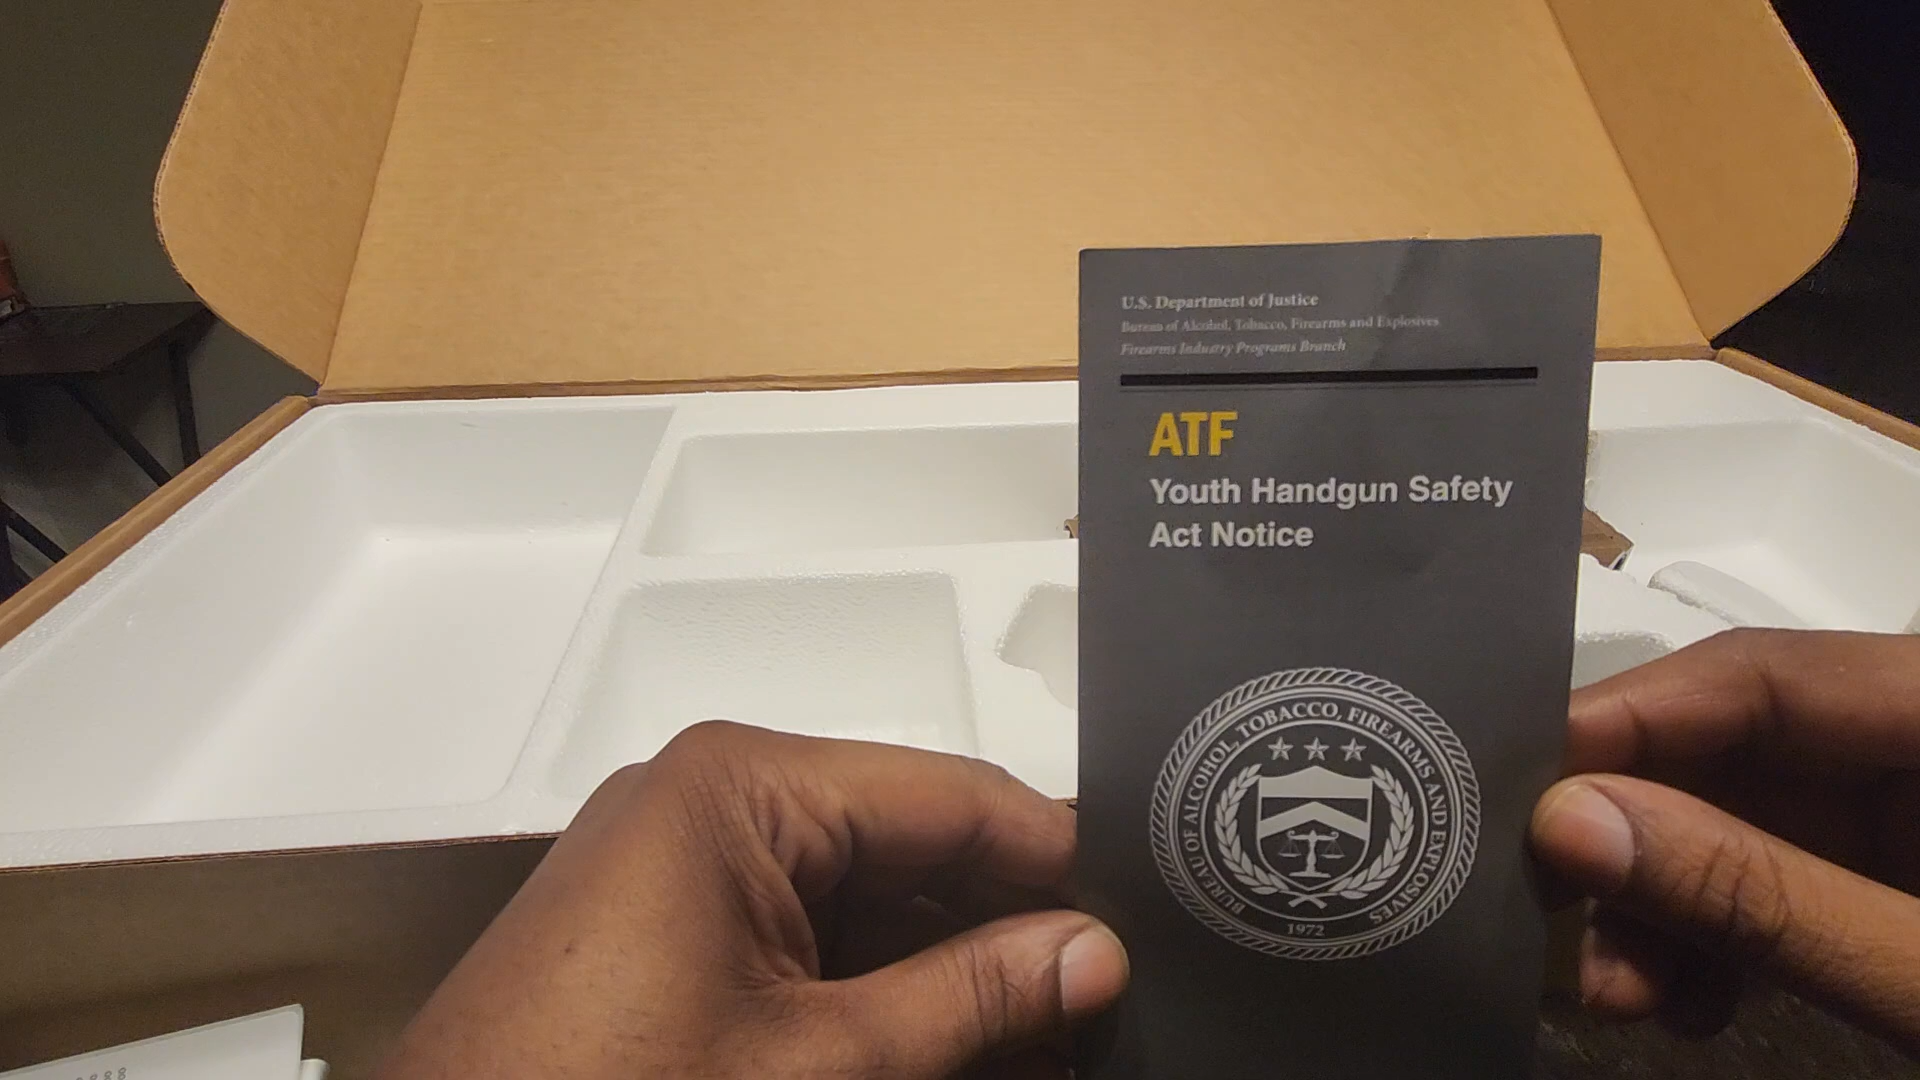 U.S. Department of Justice
Bureau of Alcohol, Tobacco, Firearms and Explosives
Firearms Industry Programs Branch
ATF
Youth Handgun Safety
Act Notice
BUREAU OF ALCOHOL, TOBACCO, FIREARMS AND EXPLOSIVES
1972